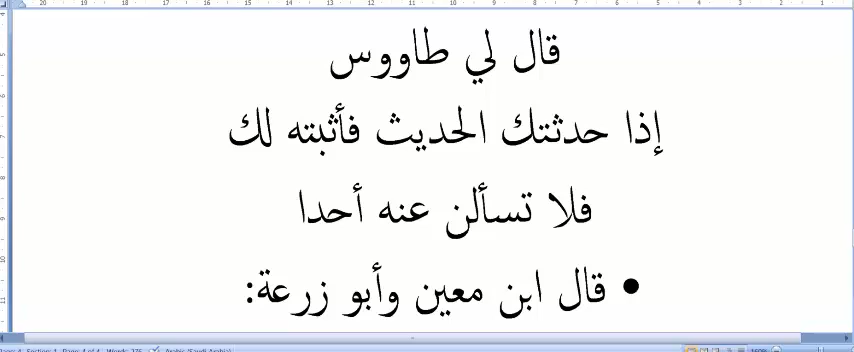 قال لي طاووس
إذا حدثتك الحديث فأثبته لك
فلا تسألن عنه أحدا
• قال ابن معين وأبو زرعة: